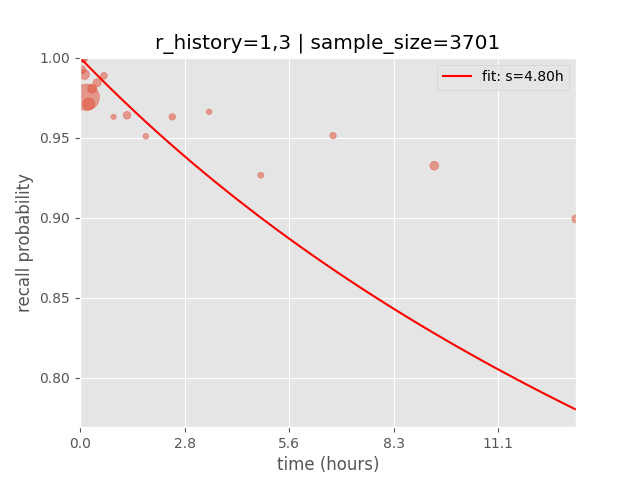 r_history=1,3 | sample_size=3701
fit: s=4.80h
1.00
0.95
0.90
0.85
0.80
recall probability
0.0
2.8
5.6
8.3
11.1
time (hours)